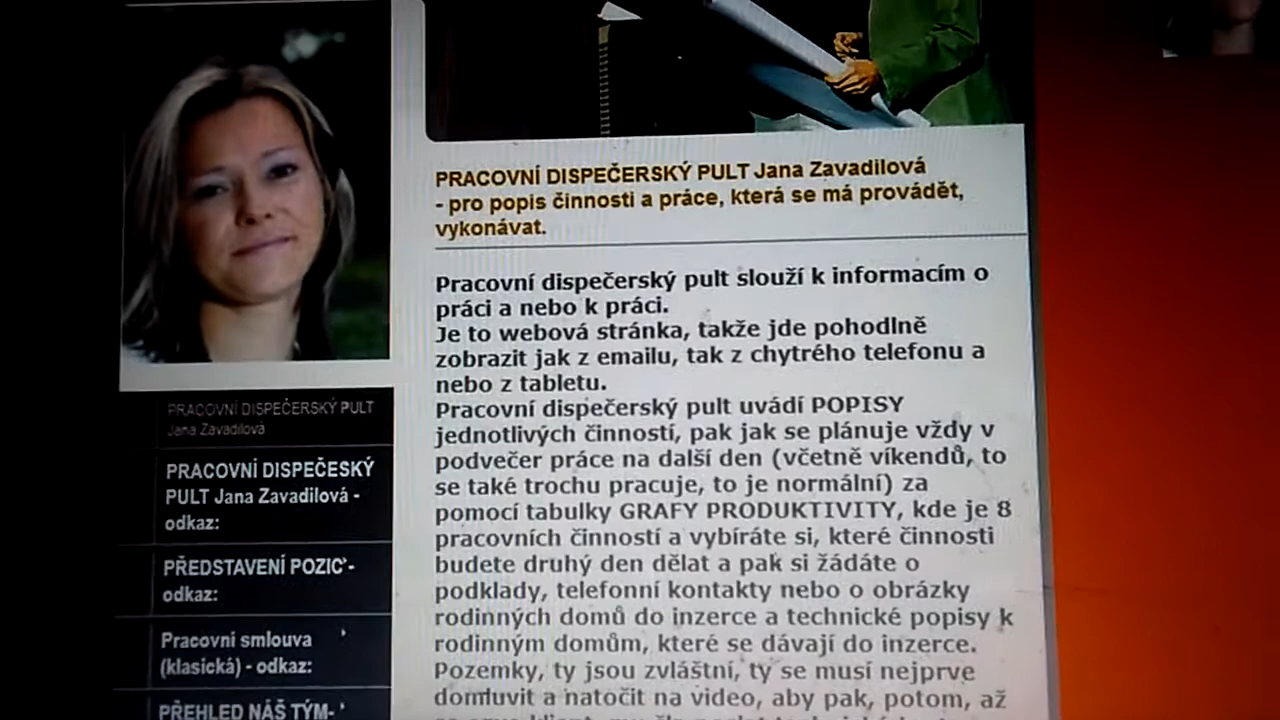 PRACOVNÍ DISPEČERSKÝ PULT Jana Zavadilová
- pro popis činnosti a práce, která se má provádět,
vykonávat.
Pracovní dispečerský pult slouží k informacím o
práci a nebo k práci.
Je to webová stránka, takže jde pohodlně
zobrazit jak z emailu, tak z chytrého telefonu a
nebo z tabletu.
Pracovní dispečerský pult uvádí POPISY
jednotlivých činností, pak jak se plánuje vždy v
podvečer práce na další den (včetně víkendů, to
se také trochu pracuje, to je normální) za
pomocí tabulky GRAFY PRODUKTIVITY, kde je 8
pracovních činností a vybíráte si, které činnosti
budete druhý den dělat a pak si žádáte o
podklady, telefonní kontakty nebo o obrázky
rodinných domů do inzerce a technické popisy k
rodinným domům, které se dávají do inzerce.
Pozemky, ty jsou zvláštní, ty se musí nejprve
domluvit a natočit na video, aby pak, potom, až
PRACOVNÍ DISPEČERSKÝ PULT
Jana Zavadilová
PRACOVNÍ DISPEČESKÝ
PULT Jana Zavadilová -
odkaz:
PŘEDSTAVENÍ POZIC -
odkaz:
Pracovní smlouva
(klasická) - odkaz:
PŘEHLED NÁŠ TÝM-